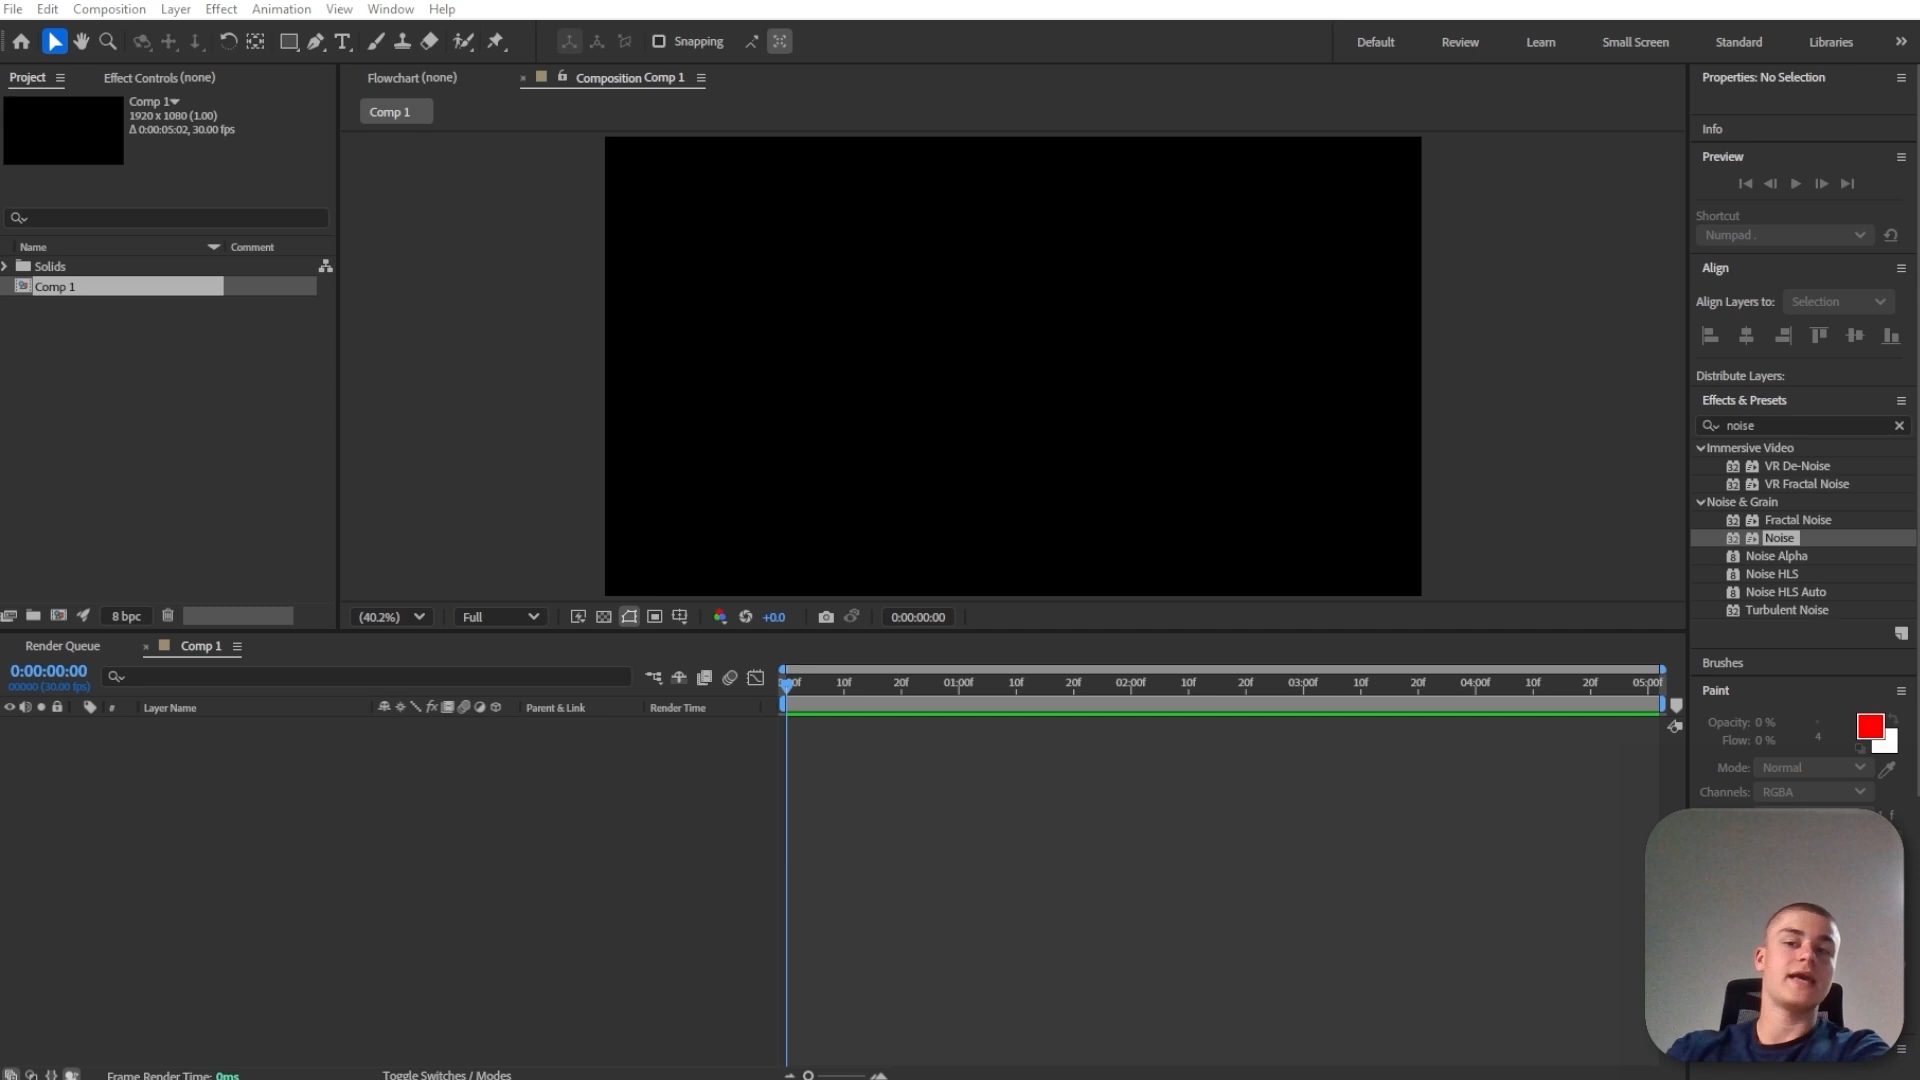 File Edit Composition Layer Effect Animation View Window Help
Snapping Default Review Learn Small Screen Standard Libraries
Project Effect Controls (none) Flowchart (none) Composition Comp 1 Properties: No Selection
Comp 1
1920 x 1080 (1.00)
Δ 0:00:05:02, 30.00 fps
Comp 1
Info
Preview
Shortcut
Numpad .
Name Comment
Solids
Comp 1
Align
Align Layers to: Selection
Distribute Layers:
Effects & Presets
noise
Immersive Video
VR De-Noise
VR Fractal Noise
Noise & Grain
Fractal Noise
Noise
Noise Alpha
Noise HLS
Noise HLS Auto
Turbulent Noise
8 bpc (40.2%) Full +0.0 0:00:00:00
Render Queue Comp 1
Brushes
0:00:00:00
00000 (30.00 fps)
10f 20f 01:00f 10f 20f 02:00f 10f 20f 03:00f 10f 20f 04:00f 10f 20f 05:00f
Paint
# Layer Name fx Parent & Link Render Time
Opacity: 0 %
Flow: 0 % 4
Mode: Normal
Channels: RGBA
Frame Render Time: 0ms Toggle Switches / Modes